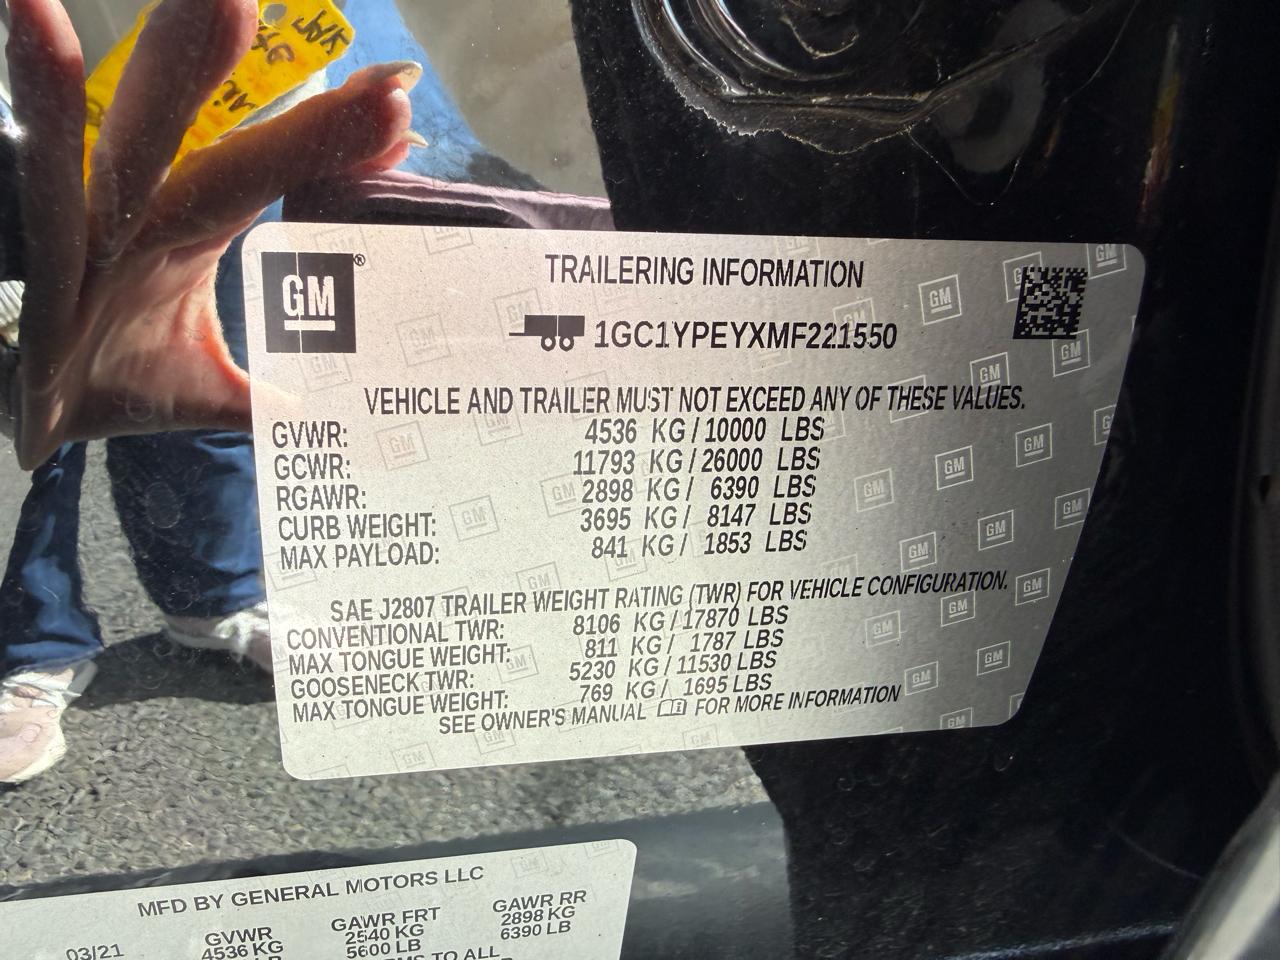 GM®
TRAILERING INFORMATION
1GC1YPEYXMF221550
VEHICLE AND TRAILER MUST NOT EXCEED ANY OF THESE VALUES.
GVWR: 4536 KG / 10000 LBS
GCWR: 11793 KG / 26000 LBS
RGAWR: 2898 KG / 6390 LBS
CURB WEIGHT: 3695 KG / 8147 LBS
MAX PAYLOAD: 841 KG / 1853 LBS
SAE J2807 TRAILER WEIGHT RATING (TWR) FOR VEHICLE CONFIGURATION.
CONVENTIONAL TWR: 8106 KG / 17870 LBS
MAX TONGUE WEIGHT: 811 KG / 1787 LBS
GOOSENECK TWR: 5230 KG / 11530 LBS
MAX TONGUE WEIGHT: 769 KG / 1695 LBS
SEE OWNER'S MANUAL FOR MORE INFORMATION
MFD BY GENERAL MOTORS LLC
03/21 GVWR GAWR FRT GAWR RR
4536 KG 2540 KG 2898 KG
5600 LB 6390 LB
TO ALL